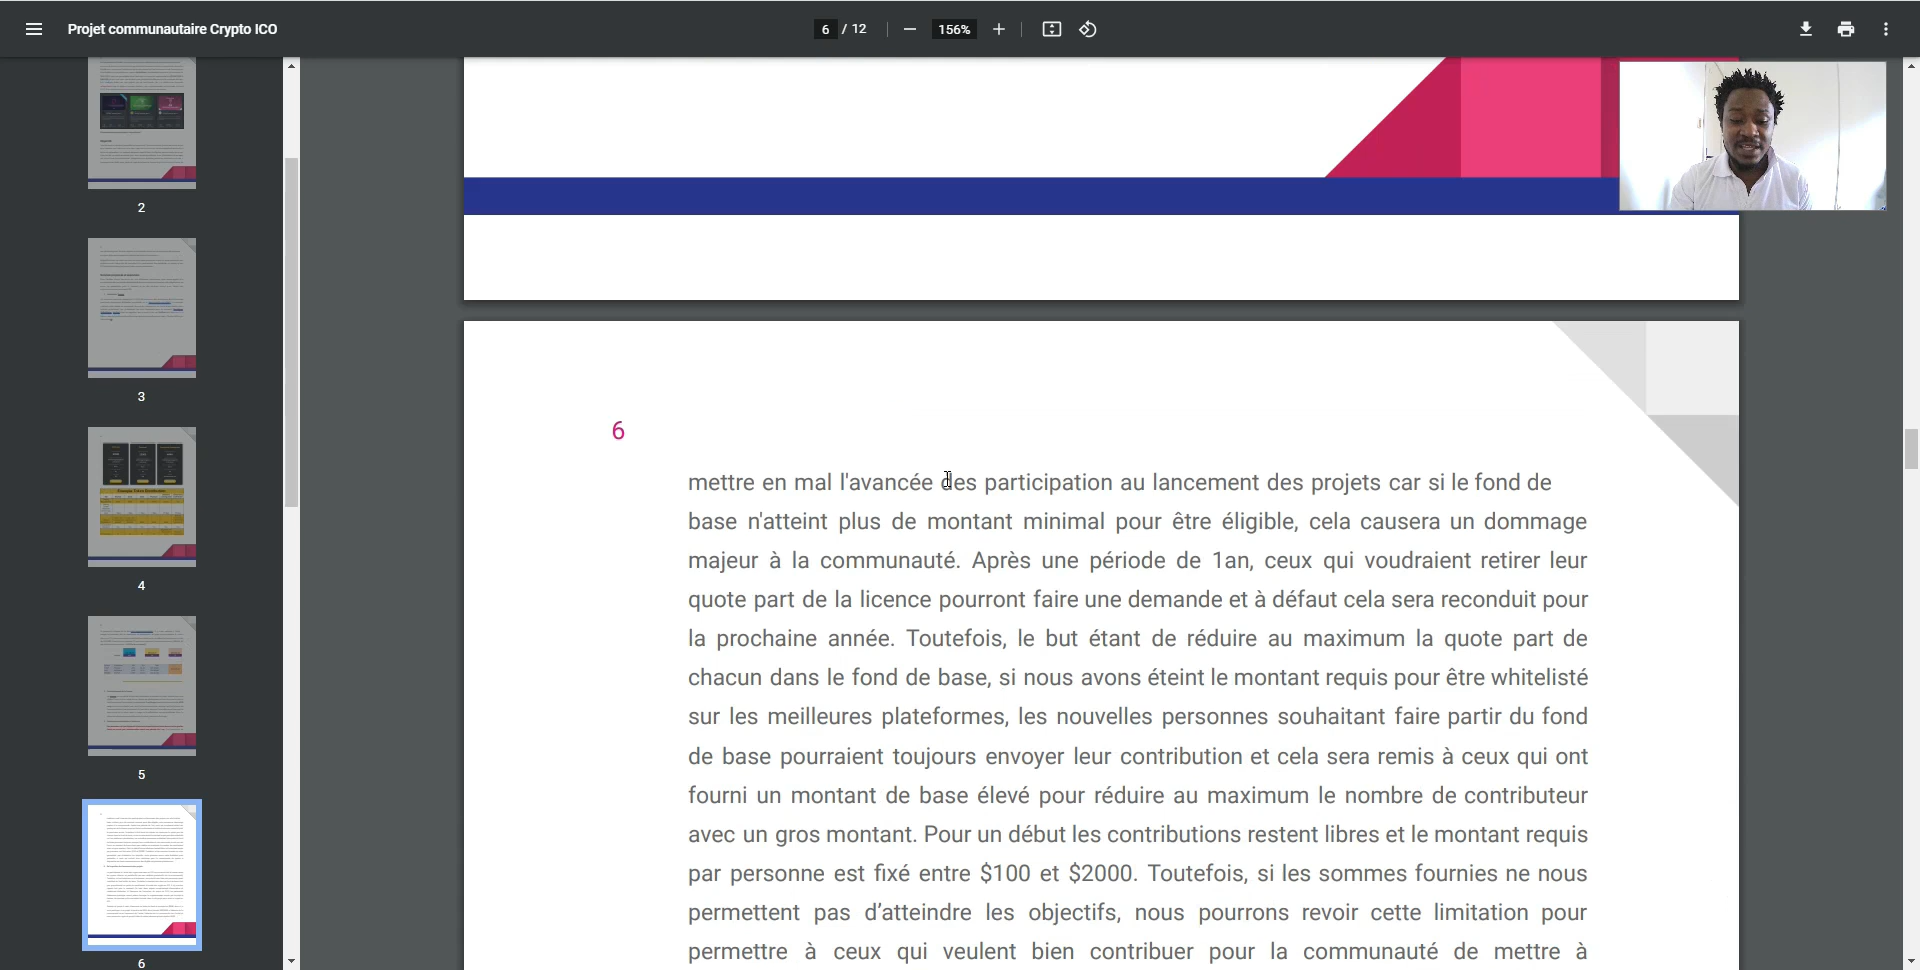 Projet communautaire Crypto ICO
6 / 12
156%
2
3
4
5
6
6
mettre en mal l'avancée des participation au lancement des projets car si le fond de
base n'atteint plus de montant minimal pour être éligible, cela causera un dommage
majeur à la communauté. Après une période de 1an, ceux qui voudraient retirer leur
quote part de la licence pourront faire une demande et à défaut cela sera reconduit pour
la prochaine année. Toutefois, le but étant de réduire au maximum la quote part de
chacun dans le fond de base, si nous avons éteint le montant requis pour être whitelisté
sur les meilleures plateformes, les nouvelles personnes souhaitant faire partir du fond
de base pourraient toujours envoyer leur contribution et cela sera remis à ceux qui ont
fourni un montant de base élevé pour réduire au maximum le nombre de contributeur
avec un gros montant. Pour un début les contributions restent libres et le montant requis
par personne est fixé entre $100 et $2000. Toutefois, si les sommes fournies ne nous
permettent pas d’atteindre les objectifs, nous pourrons revoir cette limitation pour
permettre à ceux qui veulent bien contribuer pour la communauté de mettre à